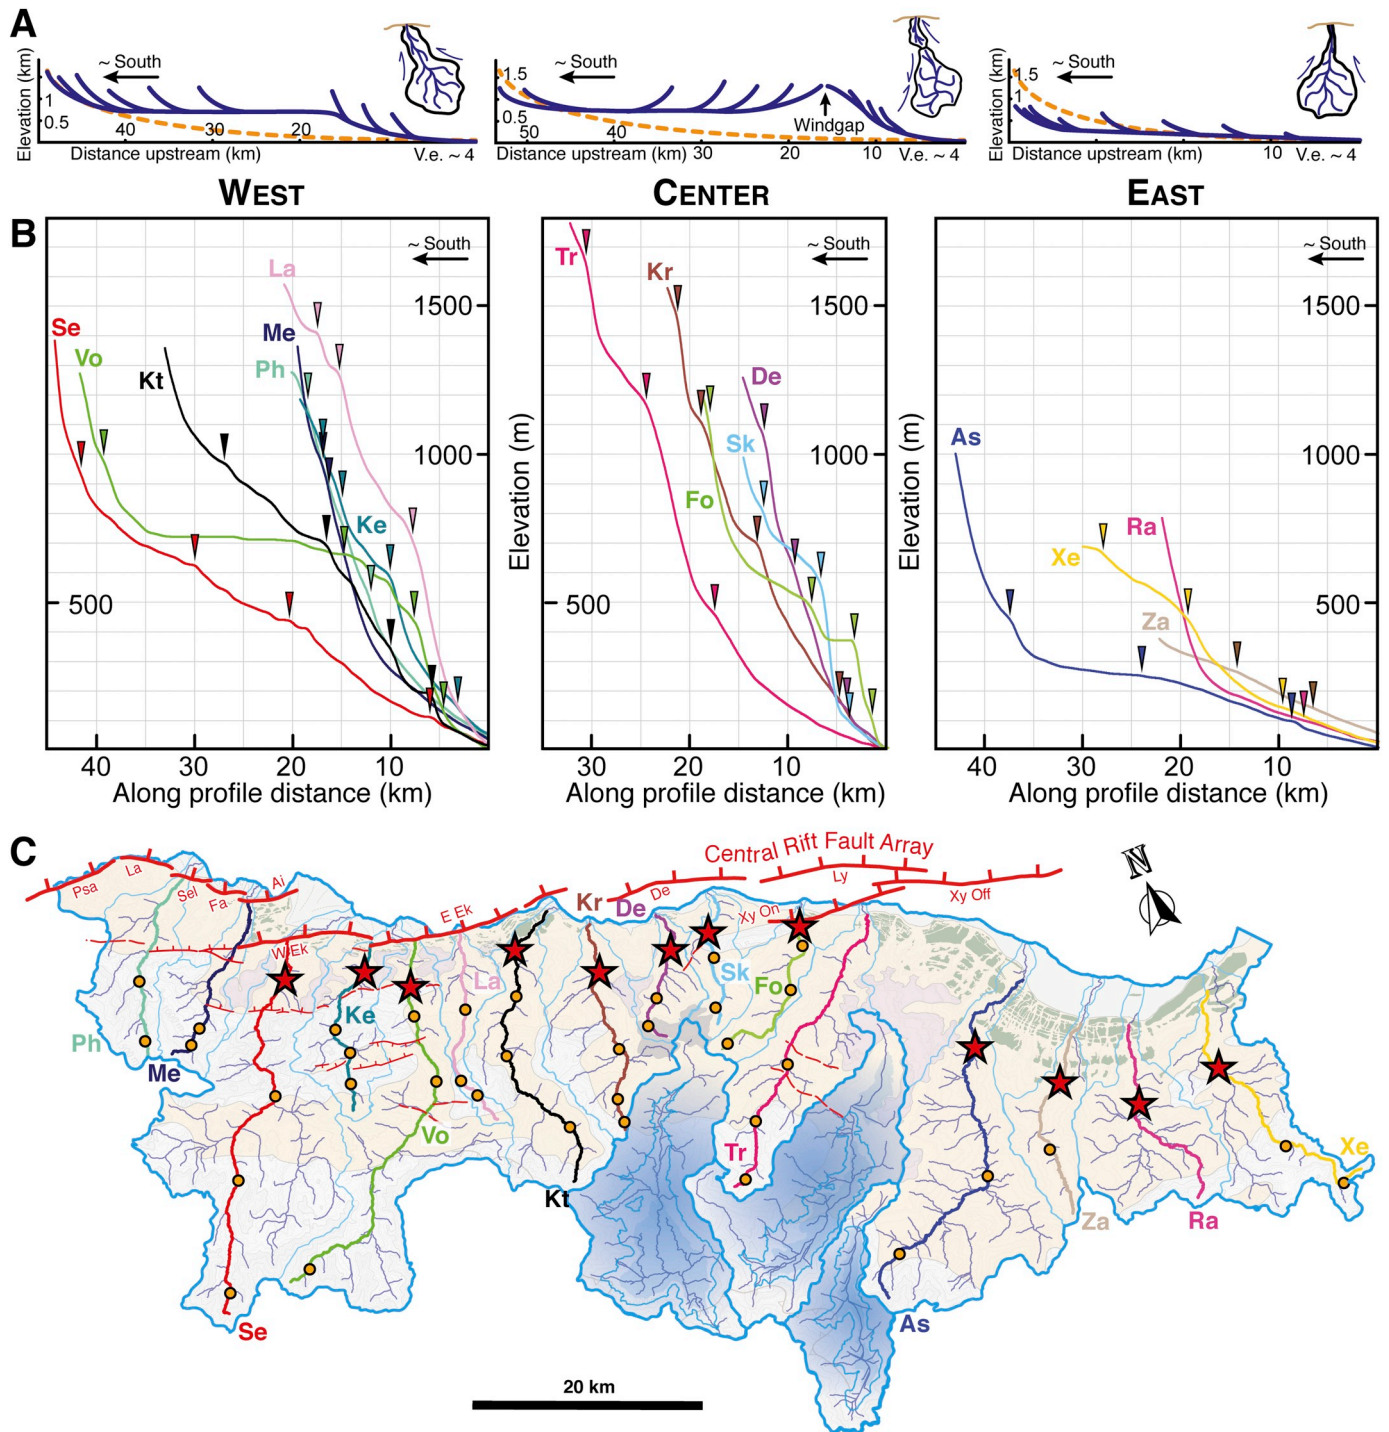 A
Elevation (km)
1
0.5
~ South
40
30
20
Distance upstream (km)
V.e. ~ 4
1.5
0.5
~ South
Windgap
50
40
30
20
10
Distance upstream (km)
V.e. ~ 4
Elevation (km)
1.5
1
~ South
10
Distance upstream (km)
V.e. ~ 4
WEST
CENTER
EAST
B
~ South
La
Se
Vo
Kt
Me
Ph
Ke
1500
1000
500
40
30
20
10
Along profile distance (km)
Elevation (m)
~ South
Tr
Kr
De
Sk
Fo
1500
1000
500
30
20
10
Along profile distance (km)
Elevation (m)
~ South
As
Ra
Xe
Za
1500
1000
500
40
30
20
10
Along profile distance (km)
C
Central Rift Fault Array
N
Psa
La
Sel
Fa
Ai
W Ek
E Ek
De
Ly
Xy On
Xy Off
Kr
De
La
Sk
Fo
Ke
Ph
Me
Vo
Tr
Kt
Xe
Za
Ra
As
Se
20 km